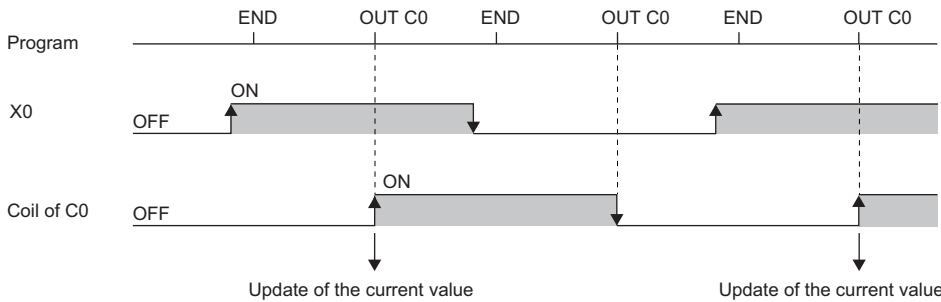 END OUT C0 END OUT C0 END OUT C0
Program
ON
X0
OFF
ON
Coil of C0
OFF
Update of the current value Update of the current value